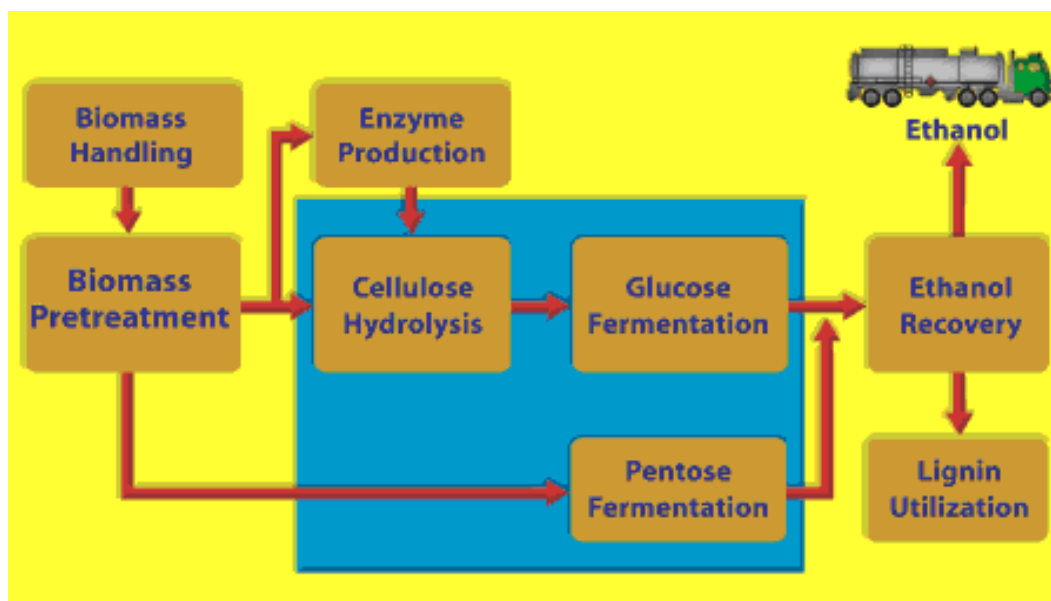 Biomass
Handling
Enzyme
Production
Ethanol
Biomass
Pretreatment
Cellulose
Hydrolysis
Glucose
Fermentation
Ethanol
Recovery
Pentose
Fermentation
Lignin
Utilization